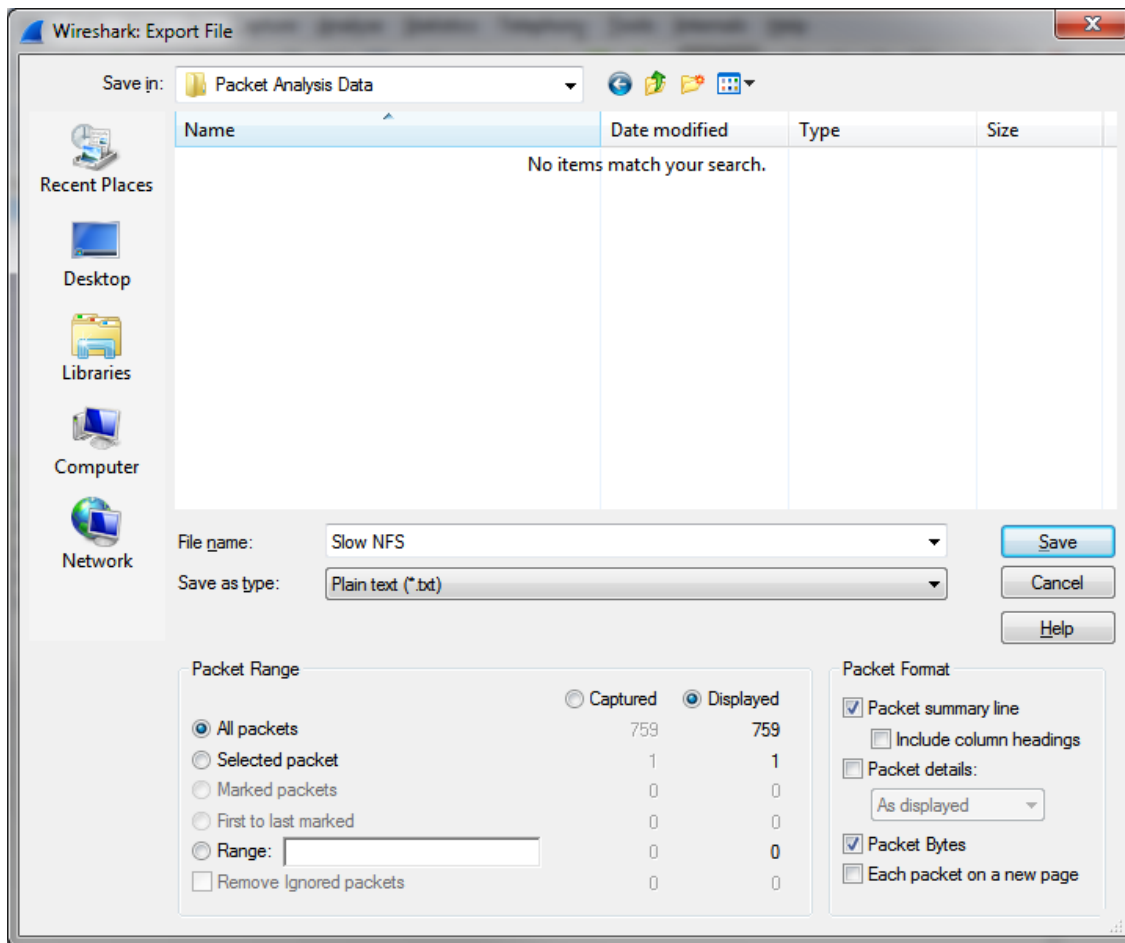 Wireshark: Export File
Save in: Packet Analysis Data
Name Date modified Type Size
No items match your search.
Recent Places
Desktop
Libraries
Computer
Network
File name: Slow NFS Save
Save as type: Plain text (*.txt) Cancel
Help
Packet Range
Captured Displayed
All packets 759 759
Selected packet 1 1
Marked packets 0 0
First to last marked 0 0
Range: 0 0
Remove Ignored packets 0 0
Packet Format
Packet summary line
Include column headings
Packet details:
As displayed
Packet Bytes
Each packet on a new page